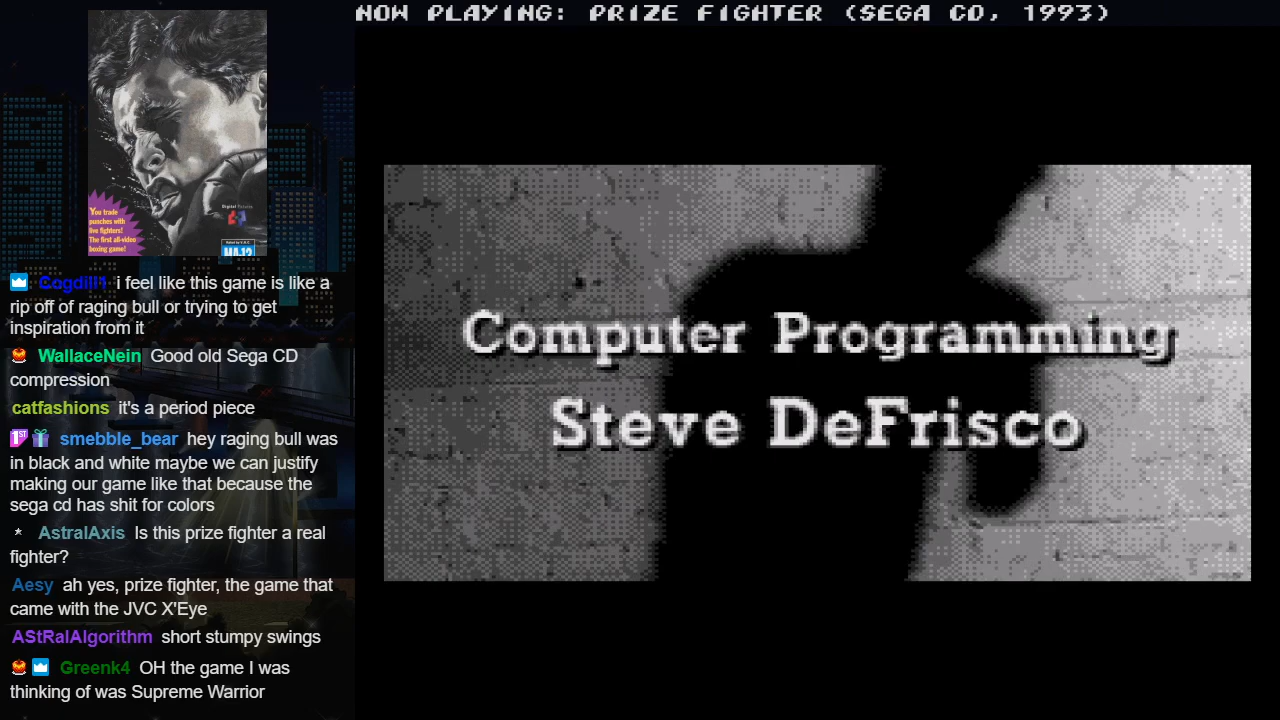 NOW PLAYING: PRIZE FIGHTER (SEGA CD, 1993)
You trade
punches with
live fighters!
The first all-video
boxing game!
Digital Pictures
MA-13
Cogdill1 i feel like this game is like a
rip off of raging bull or trying to get
inspiration from it
WallaceNein Good old Sega CD
compression
catfashions it's a period piece
smebble_bear hey raging bull was
in black and white maybe we can justify
making our game like that because the
sega cd has shit for colors
AstralAxis Is this prize fighter a real
fighter?
Aesy ah yes, prize fighter, the game that
came with the JVC X'Eye
AStRalAlgorithm short stumpy swings
Greenk4 OH the game I was
thinking of was Supreme Warrior
Computer Programming
Steve DeFrisco